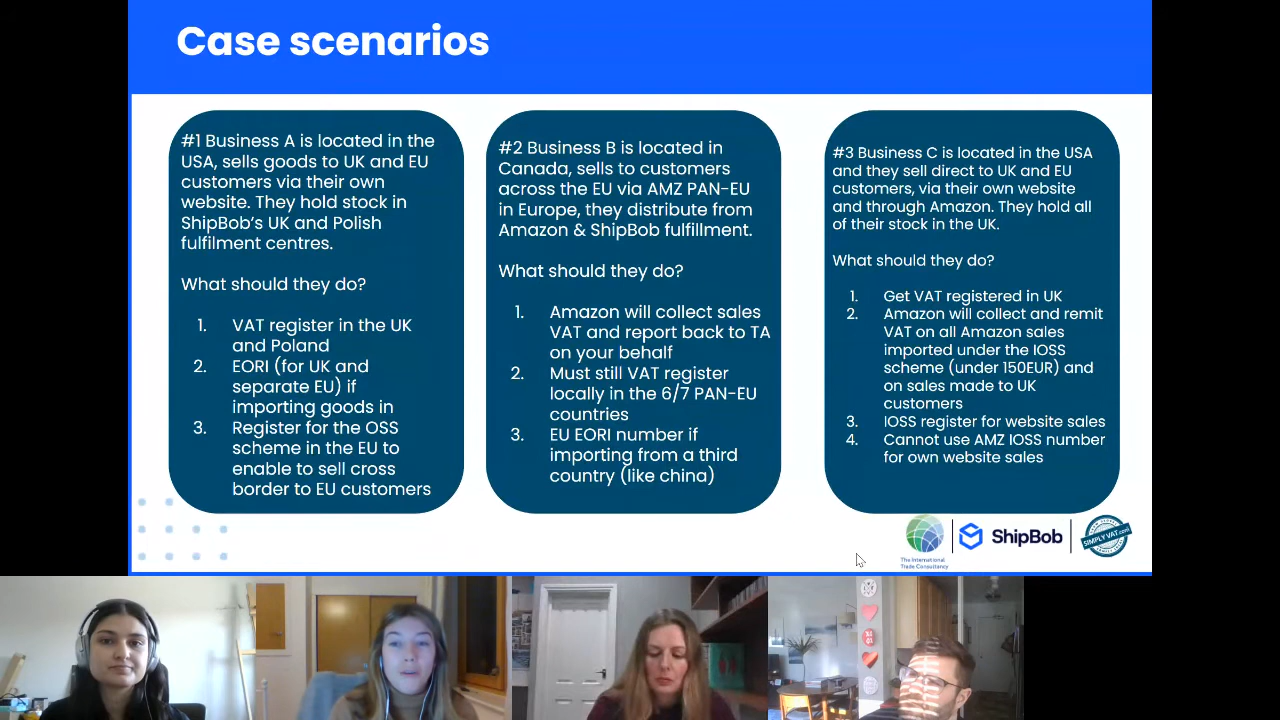 Case scenarios
#1 Business A is located in the
USA, sells goods to UK and EU
customers via their own
website. They hold stock in
ShipBob's UK and Polish
fulfilment centres.
What should they do?
1. VAT register in the UK
and Poland
2. EORI (for UK and
separate EU) if
importing goods in
3. Register for the OSS
scheme in the EU to
enable to sell cross
border to EU customers
#2 Business B is located in
Canada, sells to customers
across the EU via AMZ PAN-EU
in Europe, they distribute from
Amazon & ShipBob fulfillment.
What should they do?
1. Amazon will collect sales
VAT and report back to TA
on your behalf
2. Must still VAT register
locally in the 6/7 PAN-EU
countries
3. EU EORI number if
importing from a third
country (like china)
#3 Business C is located in the USA
and they sell direct to UK and EU
customers, via their own website
and through Amazon. They hold all
of their stock in the UK.
What should they do?
1. Get VAT registered in UK
2. Amazon will collect and remit
VAT on all Amazon sales
imported under the IOSS
scheme (under 150EUR) and
on sales made to UK
customers
3. IOSS register for website sales
4. Cannot use AMZ IOSS number
for own website sales
The International
Trade Consultancy
ShipBob
SIMPLY VAT.com